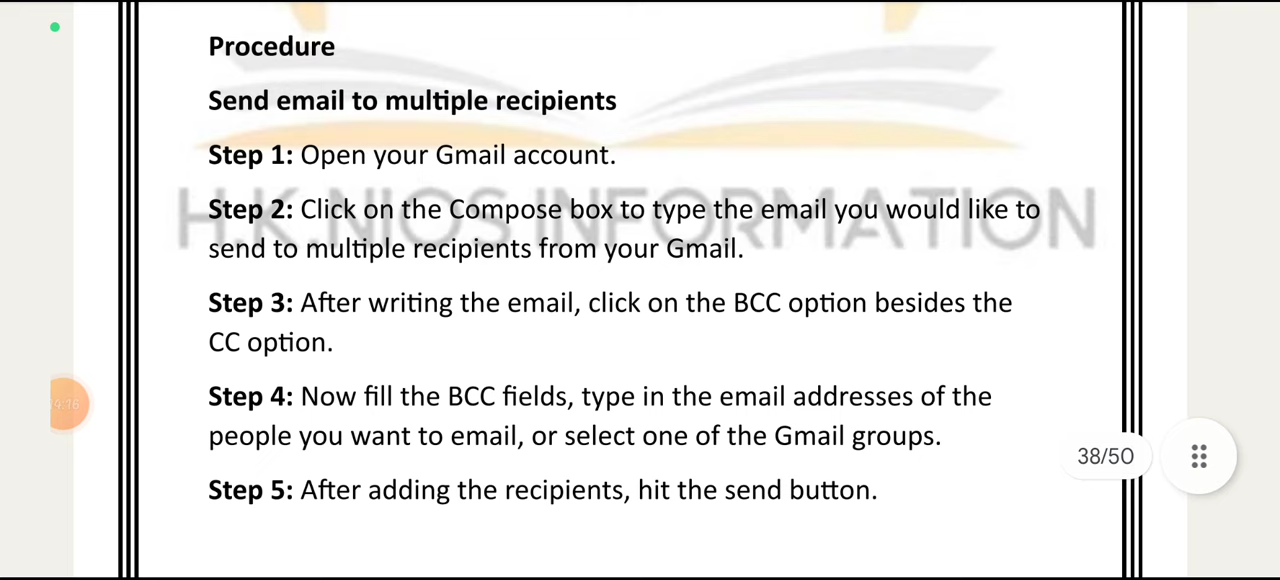 Procedure
Send email to multiple recipients
Step 1: Open your Gmail account.
H.K.NIOS INFORMATION
Step 2: Click on the Compose box to type the email you would like to
send to multiple recipients from your Gmail.
Step 3: After writing the email, click on the BCC option besides the
CC option.
Step 4: Now fill the BCC fields, type in the email addresses of the
people you want to email, or select one of the Gmail groups.
38/50
Step 5: After adding the recipients, hit the send button.